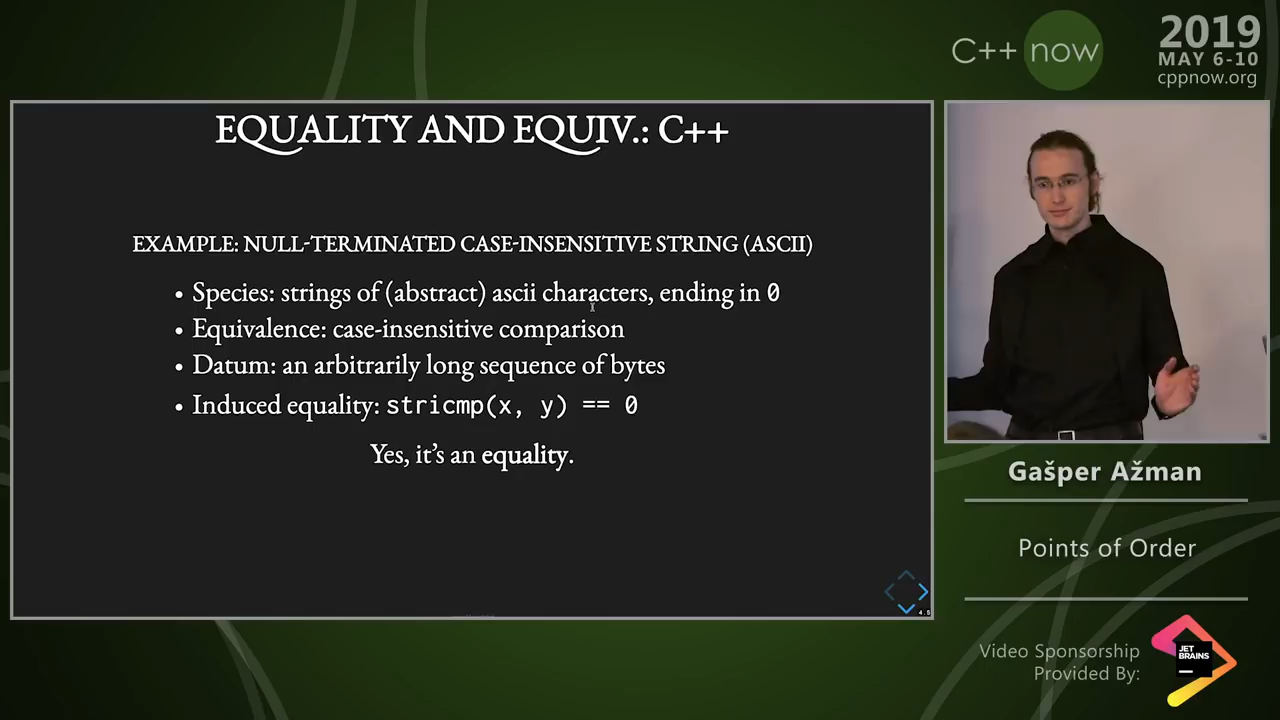 C++ now
2019
MAY 6-10
cppnow.org
EQUALITY AND EQUIV.: C++
EXAMPLE: NULL-TERMINATED CASE-INSENSITIVE STRING (ASCII)
• Species: strings of (abstract) ascii characters, ending in 0
• Equivalence: case-insensitive comparison
• Datum: an arbitrarily long sequence of bytes
• Induced equality: stricmp(x, y) == 0
Yes, it's an equality.
4.5
Gašper Ažman
Points of Order
Video Sponsorship
Provided By:
JET
BRAINS